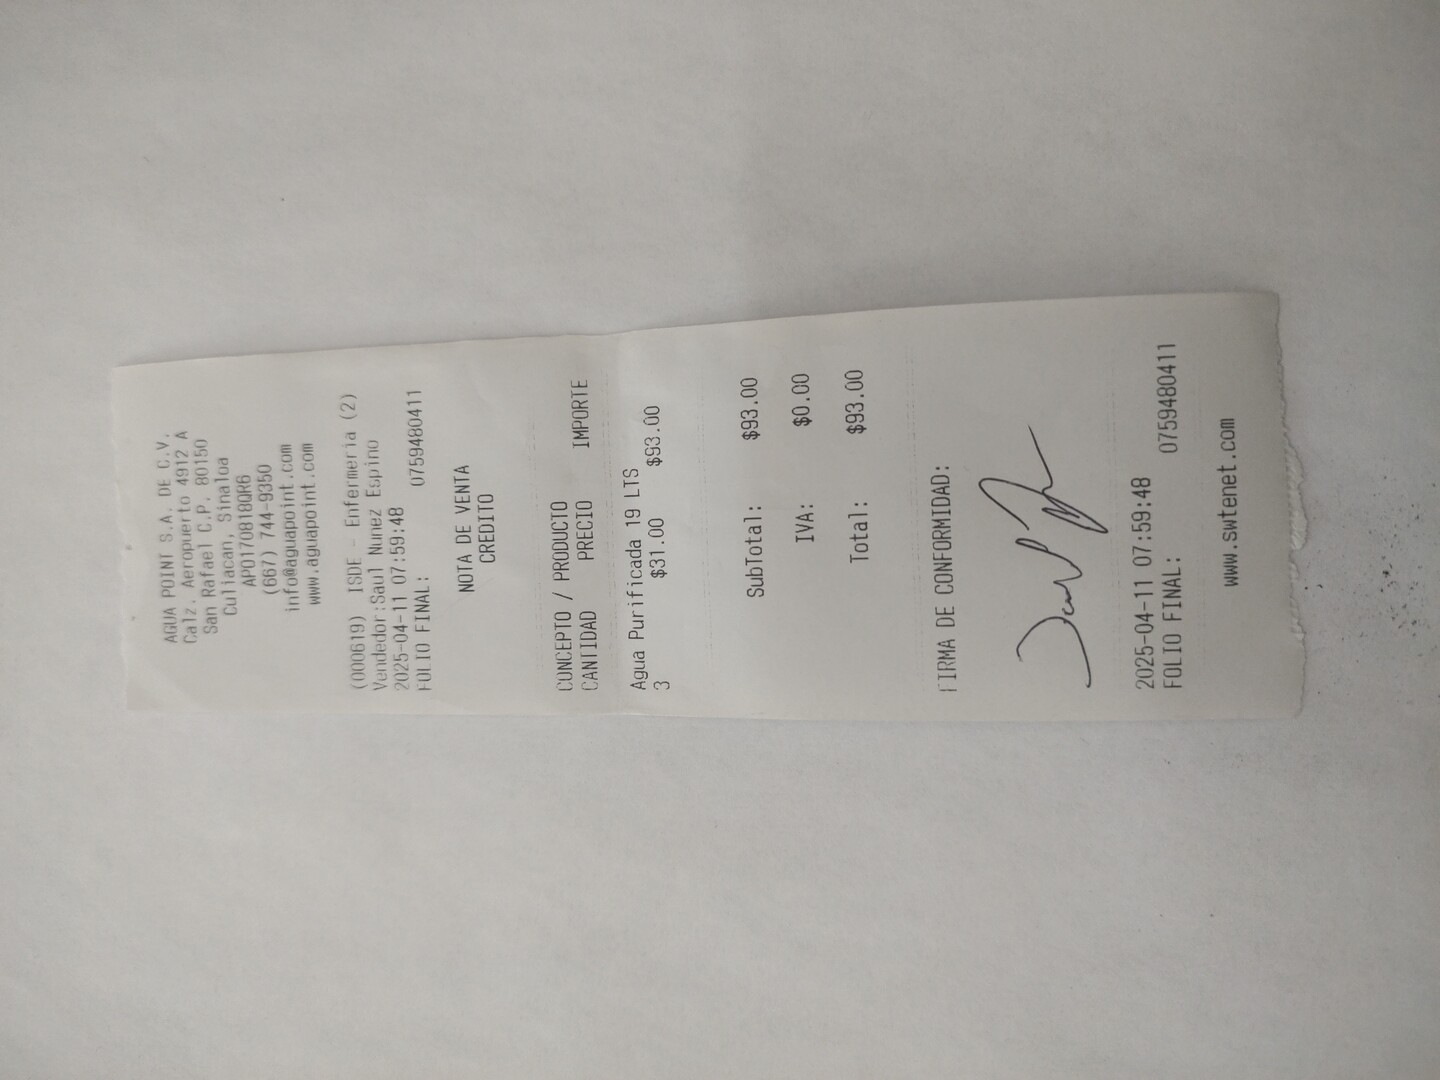 AGUA POINT S.A. DE C.V.
Calz. Aeropuerto 4912 A
San Rafael C.P. 80150
Culiacan, Sinaloa
APO170818QR6
(667) 744-9350
info@aguapoint.com
www.aguapoint.com
(000619) ISDE - Enfermeria (2)
Vendedor:Saul Nunez Espino
2025-04-11 07:59:48
FOLIO FINAL: 0759480411
NOTA DE VENTA
CREDITO
CONCEPTO / PRODUCTO
CANTIDAD PRECIO IMPORTE
Agua Purificada 19 LTS
3 $31.00 $93.00
SubTotal: $93.00
IVA: $0.00
Total: $93.00
FIRMA DE CONFORMIDAD:
2025-04-11 07:59:48
FOLIO FINAL: 0759480411
www.swtenet.com